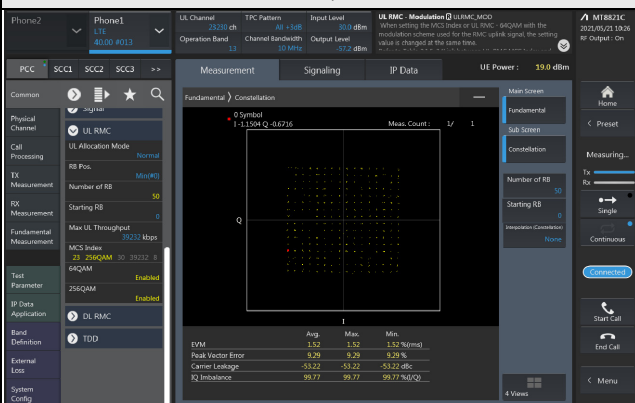 Phone2
Phone1
LTE
40.00 #013
UL Channel
23230 ch
TPC Pattern
All +3dB
Input Level
30.0 dBm
Operation Band
13
Channel Bandwidth
10 MHz
Output Level
-57.2 dBm
UL RMC - Modulation ULRMC_MOD
When setting the MCS Index or UL RMC - 64QAM with the
modulation scheme used for the RMC uplink signal, the setting
value is changed at the same time.
MT8821C
2021/05/21 10:26
RF Output : On
PCC
SCC1
SCC2
SCC3
>>
Measurement
Signaling
IP Data
UE Power :
19.0 dBm
Common
Physical
Channel
Call
Processing
TX
Measurement
RX
Measurement
Fundamental
Measurement
Test
Parameter
IP Data
Application
Band
Definition
External
Loss
System
Config
Signal
UL RMC
UL Allocation Mode
Normal
RB Pos.
Min(#0)
Number of RB
50
Starting RB
0
Max UL Throughput
39232 kbps
MCS Index
23 256QAM 30 39232 8
64QAM
Enabled
256QAM
Enabled
DL RMC
TDD
Fundamental ⟩ Constellation
0 Symbol
I -1.1504 Q -0.6716
Meas. Count : 1/ 1
Q
I
Avg. Max. Min.
EVM 1.52 1.52 1.52 %(rms)
Peak Vector Error 9.29 9.29 9.29 %
Carrier Leakage -53.22 -53.22 -53.22 dBc
IQ Imbalance 99.77 99.77 99.77 %(I/Q)
Main Screen
Fundamental
Sub Screen
Constellation
Number of RB
50
Starting RB
0
Interpolation (Constellation)
None
4 Views
Home
< Preset
Measuring...
Tx
Rx
Single
Continuous
Connected
Start Call
End Call
< Menu